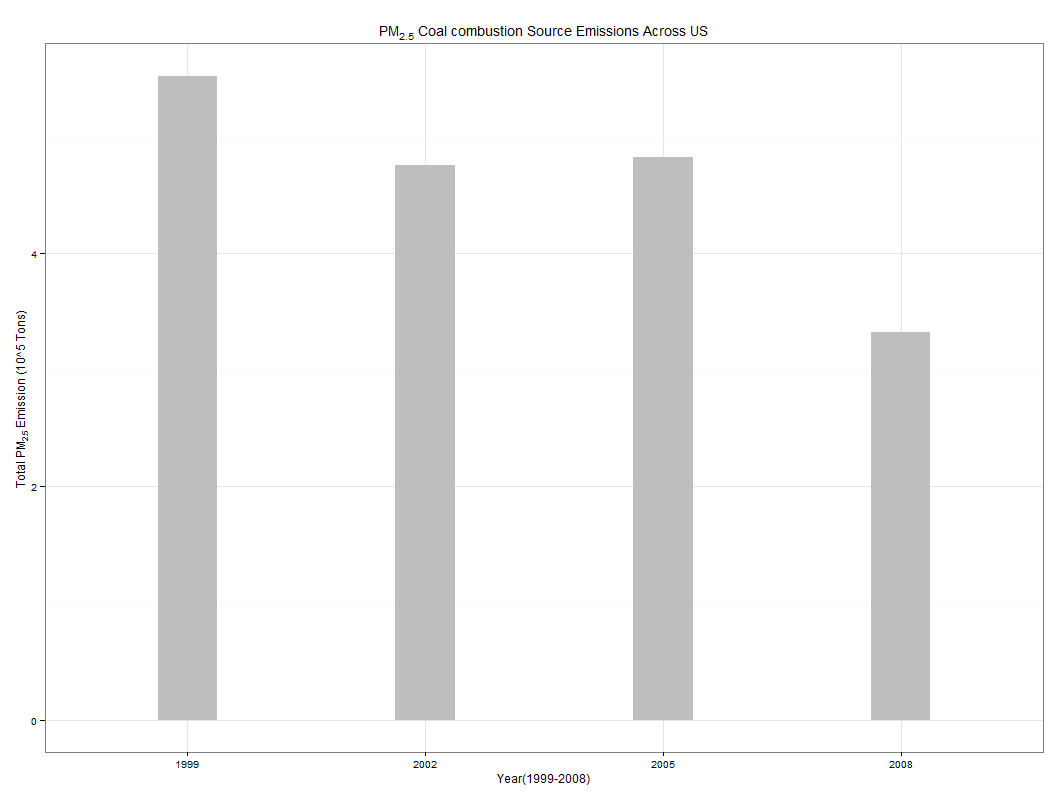 PM2.5 Coal combustion Source Emissions Across US
Total PM2.5 Emission (10^5 Tons)
4
2
0
1999 2002 2005 2008
Year(1999-2008)